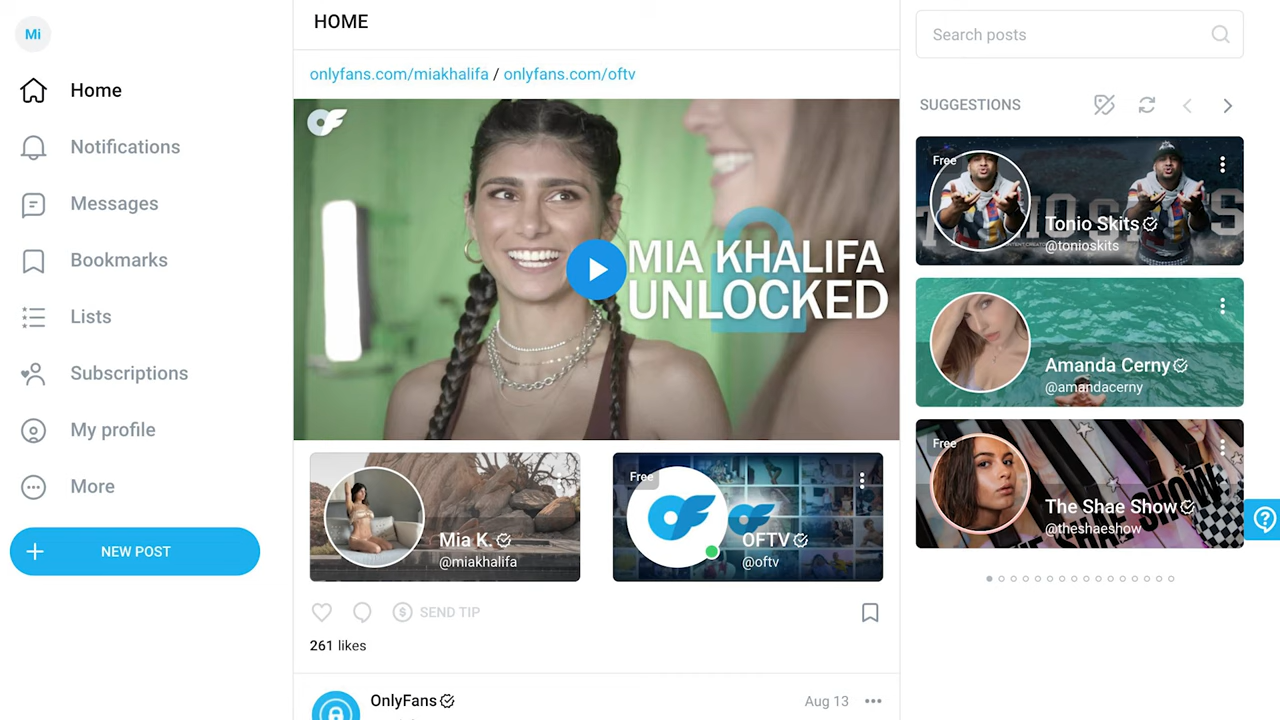 Mi
Home
Notifications
Messages
Bookmarks
Lists
Subscriptions
My profile
More
NEW POST
HOME
onlyfans.com/miakhalifa / onlyfans.com/oftv
MIA KHALIFA
UNLOCKED
Mia K.
@miakhalifa
Free
OFTV
@oftv
$ SEND TIP
261 likes
OnlyFans
Aug 13
Search posts
SUGGESTIONS
Free
Tonio Skits
@tonioskits
Amanda Cerny
@amandacerny
Free
The Shae Show
@theshaeshow